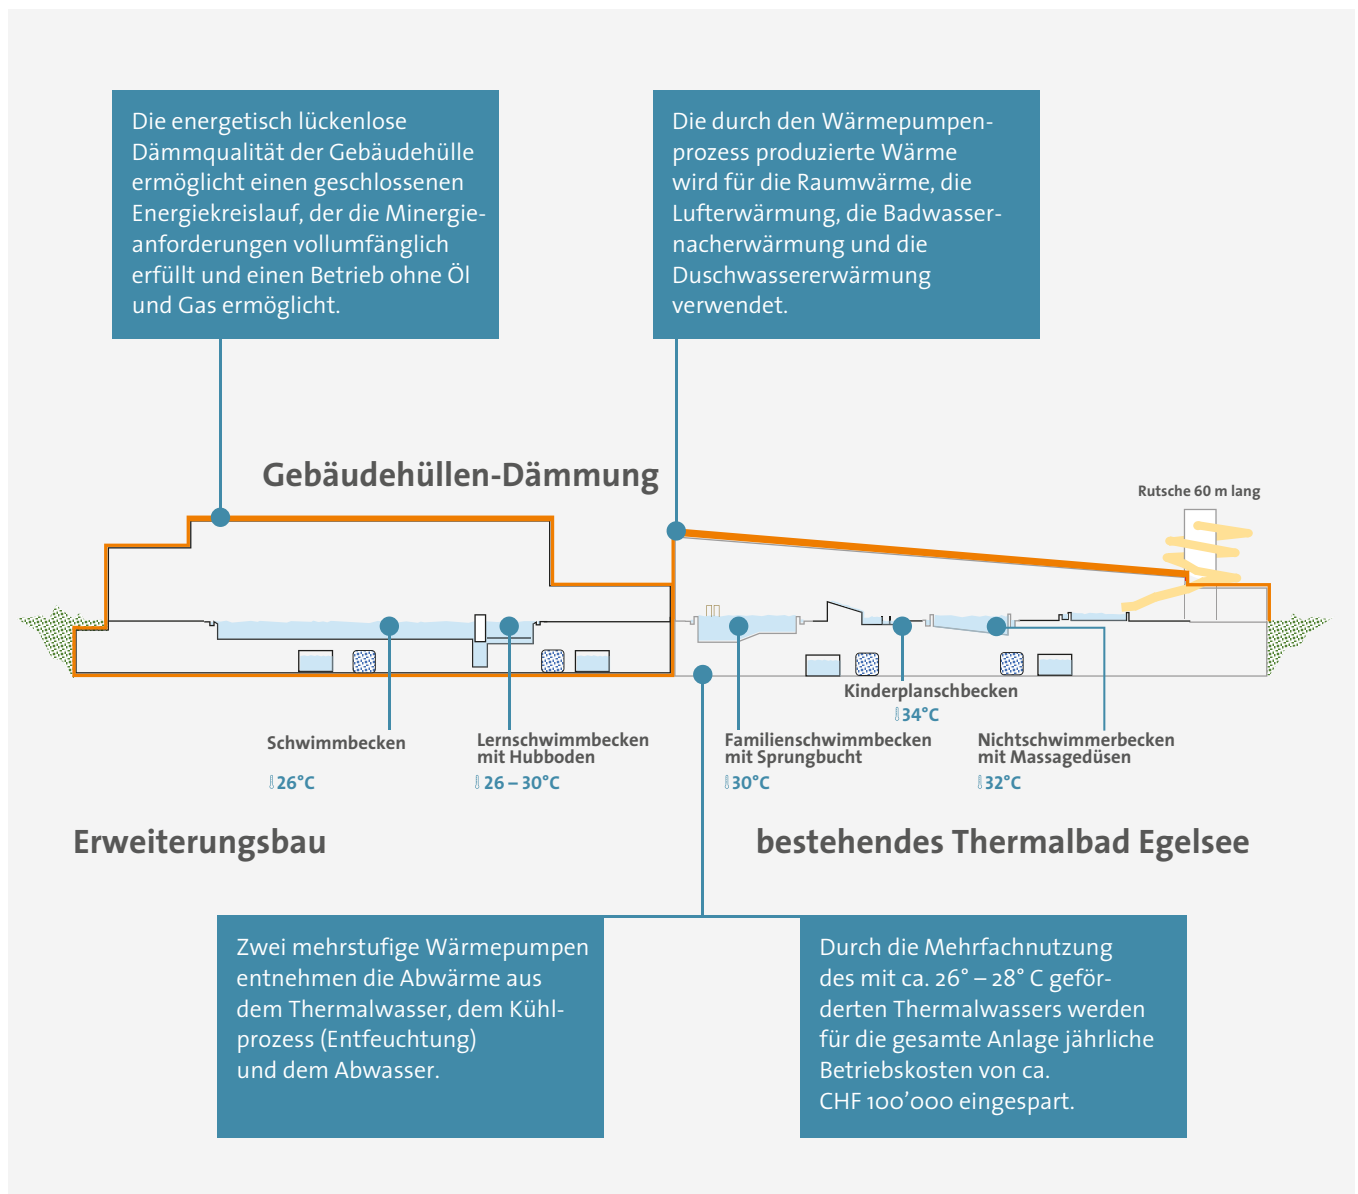 Die energetisch lückenlose
Dämmqualität der Gebäudehülle
ermöglicht einen geschlossenen
Energiekreislauf, der die Minergie-
anforderungen vollumfänglich
erfüllt und einen Betrieb ohne Öl
und Gas ermöglicht.
Die durch den Wärmepumpen-
prozess produzierte Wärme
wird für die Raumwärme, die
Lufterwärmung, die Badwasser-
nacherwärmung und die
Duschwassererwärmung
verwendet.
Gebäudehüllen-Dämmung
Rutsche 60 m lang
Kinderplanschbecken
34°C
Schwimmbecken
26°C
Lernschwimmbecken
mit Hubboden
26 – 30°C
Familienschwimmbecken
mit Sprungbucht
30°C
Nichtschwimmerbecken
mit Massagedüsen
32°C
Erweiterungsbau
bestehendes Thermalbad Egelsee
Zwei mehrstufige Wärmepumpen
entnehmen die Abwärme aus
dem Thermalwasser, dem Kühl-
prozess (Entfeuchtung)
und dem Abwasser.
Durch die Mehrfachnutzung
des mit ca. 26° – 28° C geför-
derten Thermalwassers werden
für die gesamte Anlage jährliche
Betriebskosten von ca.
CHF 100’000 eingespart.